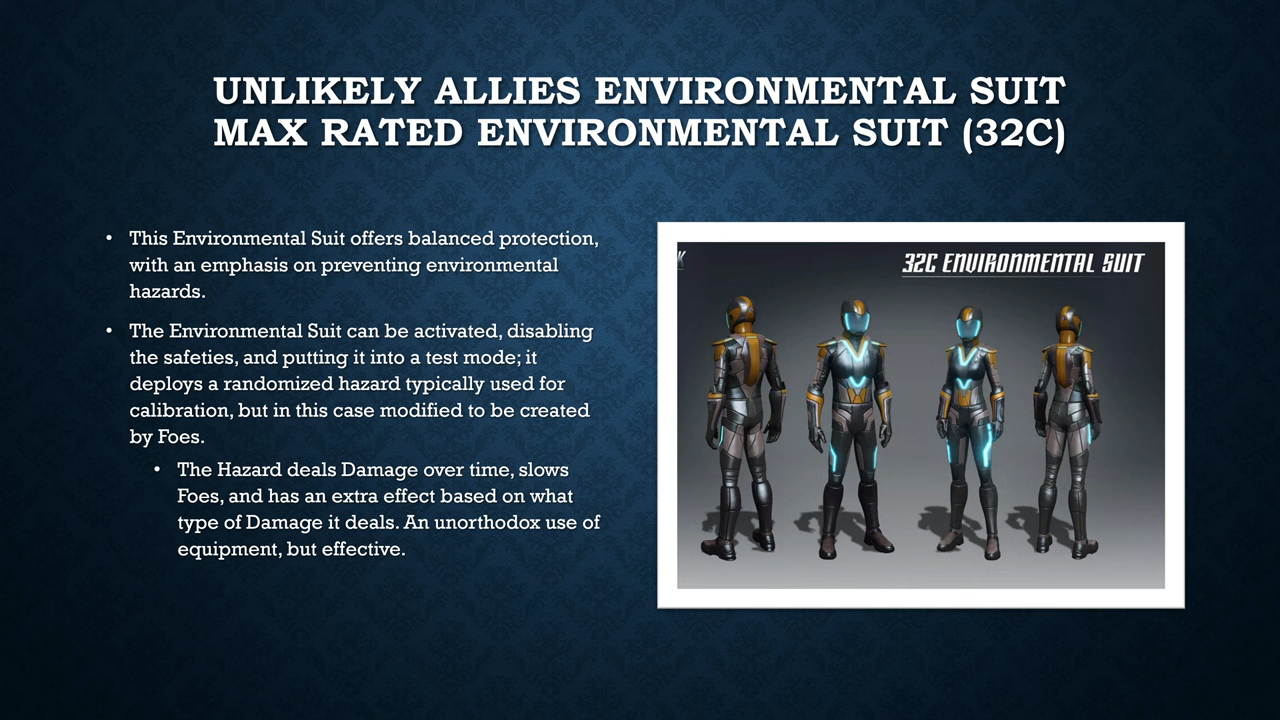 UNLIKELY ALLIES ENVIRONMENTAL SUIT
MAX RATED ENVIRONMENTAL SUIT (32C)
• This Environmental Suit offers balanced protection,
with an emphasis on preventing environmental
hazards.
• The Environmental Suit can be activated, disabling
the safeties, and putting it into a test mode; it
deploys a randomized hazard typically used for
calibration, but in this case modified to be created
by Foes.
• The Hazard deals Damage over time, slows
Foes, and has an extra effect based on what
type of Damage it deals. An unorthodox use of
equipment, but effective.
K
32C ENVIRONMENTAL SUIT